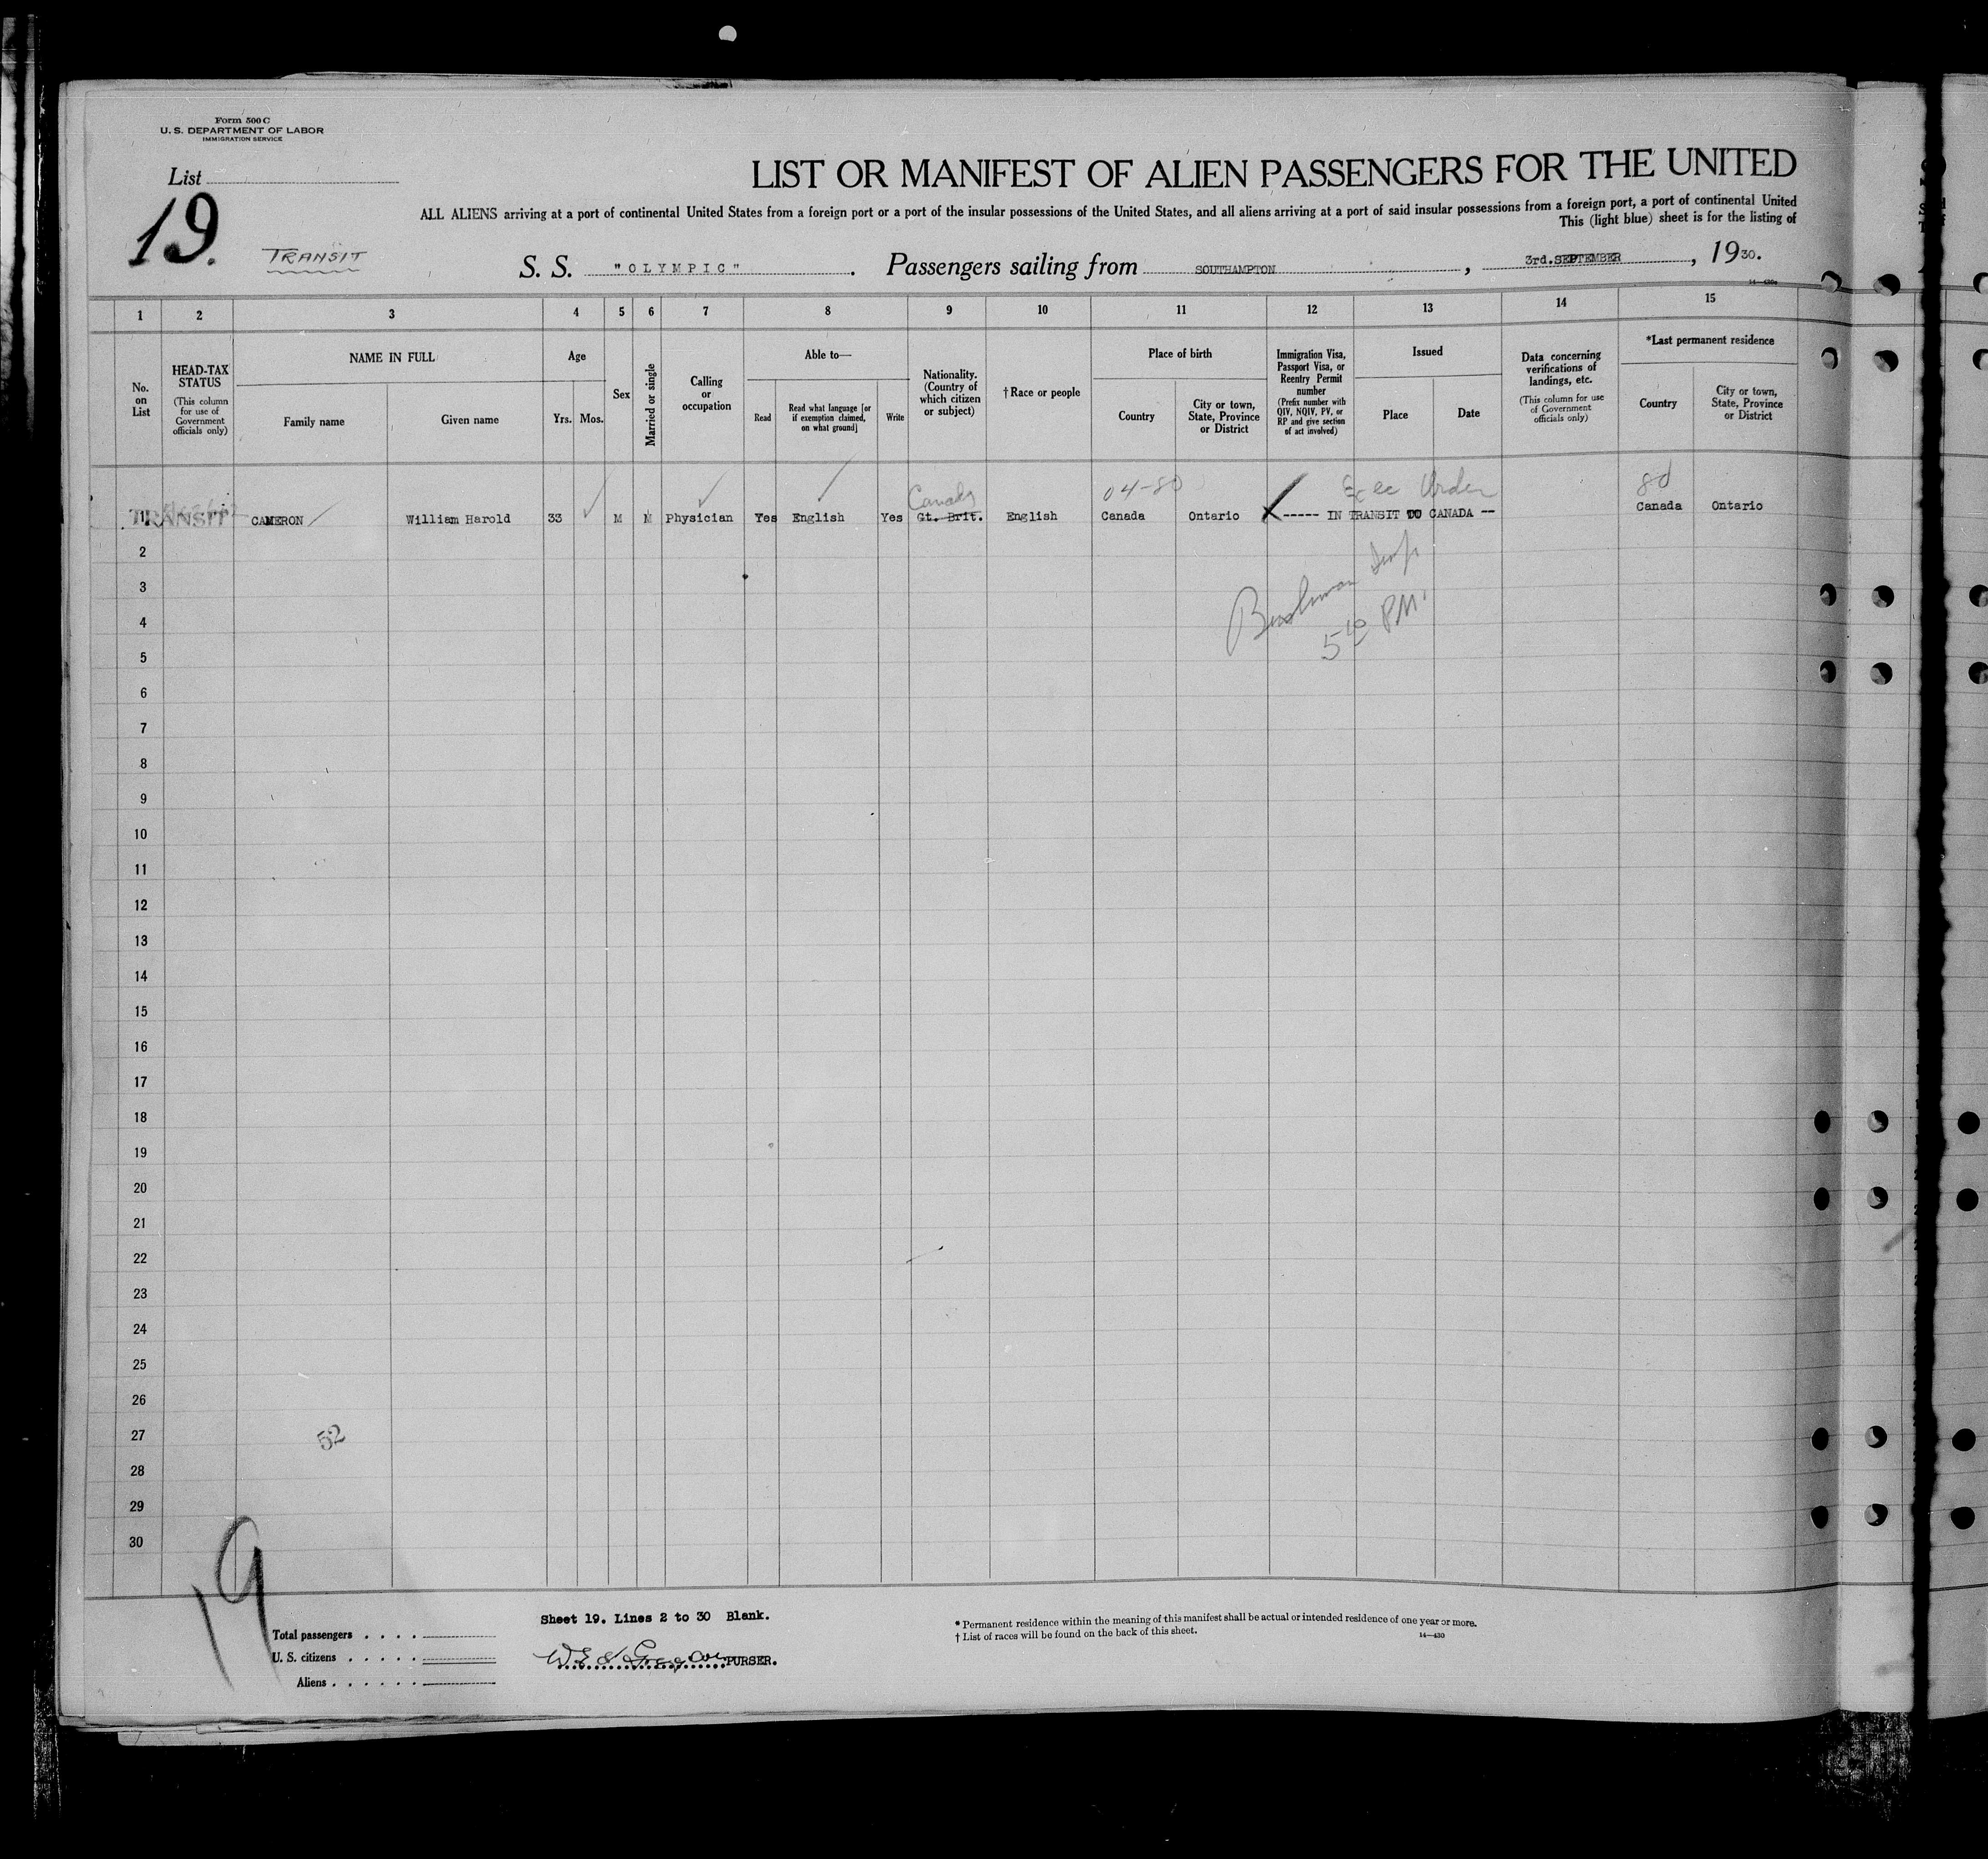 Form 500 C
U. S. DEPARTMENT OF LABOR
IMMIGRATION SERVICE
List
19.
TRANSIT
LIST OR MANIFEST OF ALIEN PASSENGERS FOR THE UNITED
ALL ALIENS arriving at a port of continental United States from a foreign port or a port of the insular possessions of the United States, and all aliens arriving at a port of said insular possessions from a foreign port, a port of continental United
This (light blue) sheet is for the listing of
S. S. "OLYMPIC". Passengers sailing from SOUTHAMPTON, 3rd.SEPTEMBER, 1930.
14—430
1 2 3 4 5 6 7 8 9 10 11 12 13 14 15
No. on List
HEAD-TAX STATUS (This column for use of Government officials only)
NAME IN FULL
Family name
Given name
Age
Yrs. Mos.
Sex
Married or single
Calling or occupation
Able to—
Read
Read what language [or if exemption claimed, on what ground]
Write
Nationality. (Country of which citizen or subject)
† Race or people
Place of birth
Country
City or town, State, Province or District
Immigration Visa, Passport Visa, or Reentry Permit number (Prefix number with QIV, NQIV, PV, or RP and give section of act involved)
Issued
Place
Date
Data concerning verifications of landings, etc. (This column for use of Government officials only)
*Last permanent residence
Country
City or town, State, Province or District
Canada 04-80 Exec Order 80
1 TRANSIT CAMERON William Harold 33 M M Physician Yes English Yes Gt. Brit. English Canada Ontario ----- IN TRANSIT TO CANADA -- Canada Ontario
2
3
5 10 PM.
4
5
6
7
8
9
10
11
12
13
14
15
16
17
18
19
20
21
22
23
24
25
26
27
52
28
29
30
19
Sheet 19. Lines 2 to 30 Blank.
Total passengers . . . .
U. S. citizens . . . . .
Aliens . . . . . .
PURSER.
* Permanent residence within the meaning of this manifest shall be actual or intended residence of one year or more.
† List of races will be found on the back of this sheet.
14—430